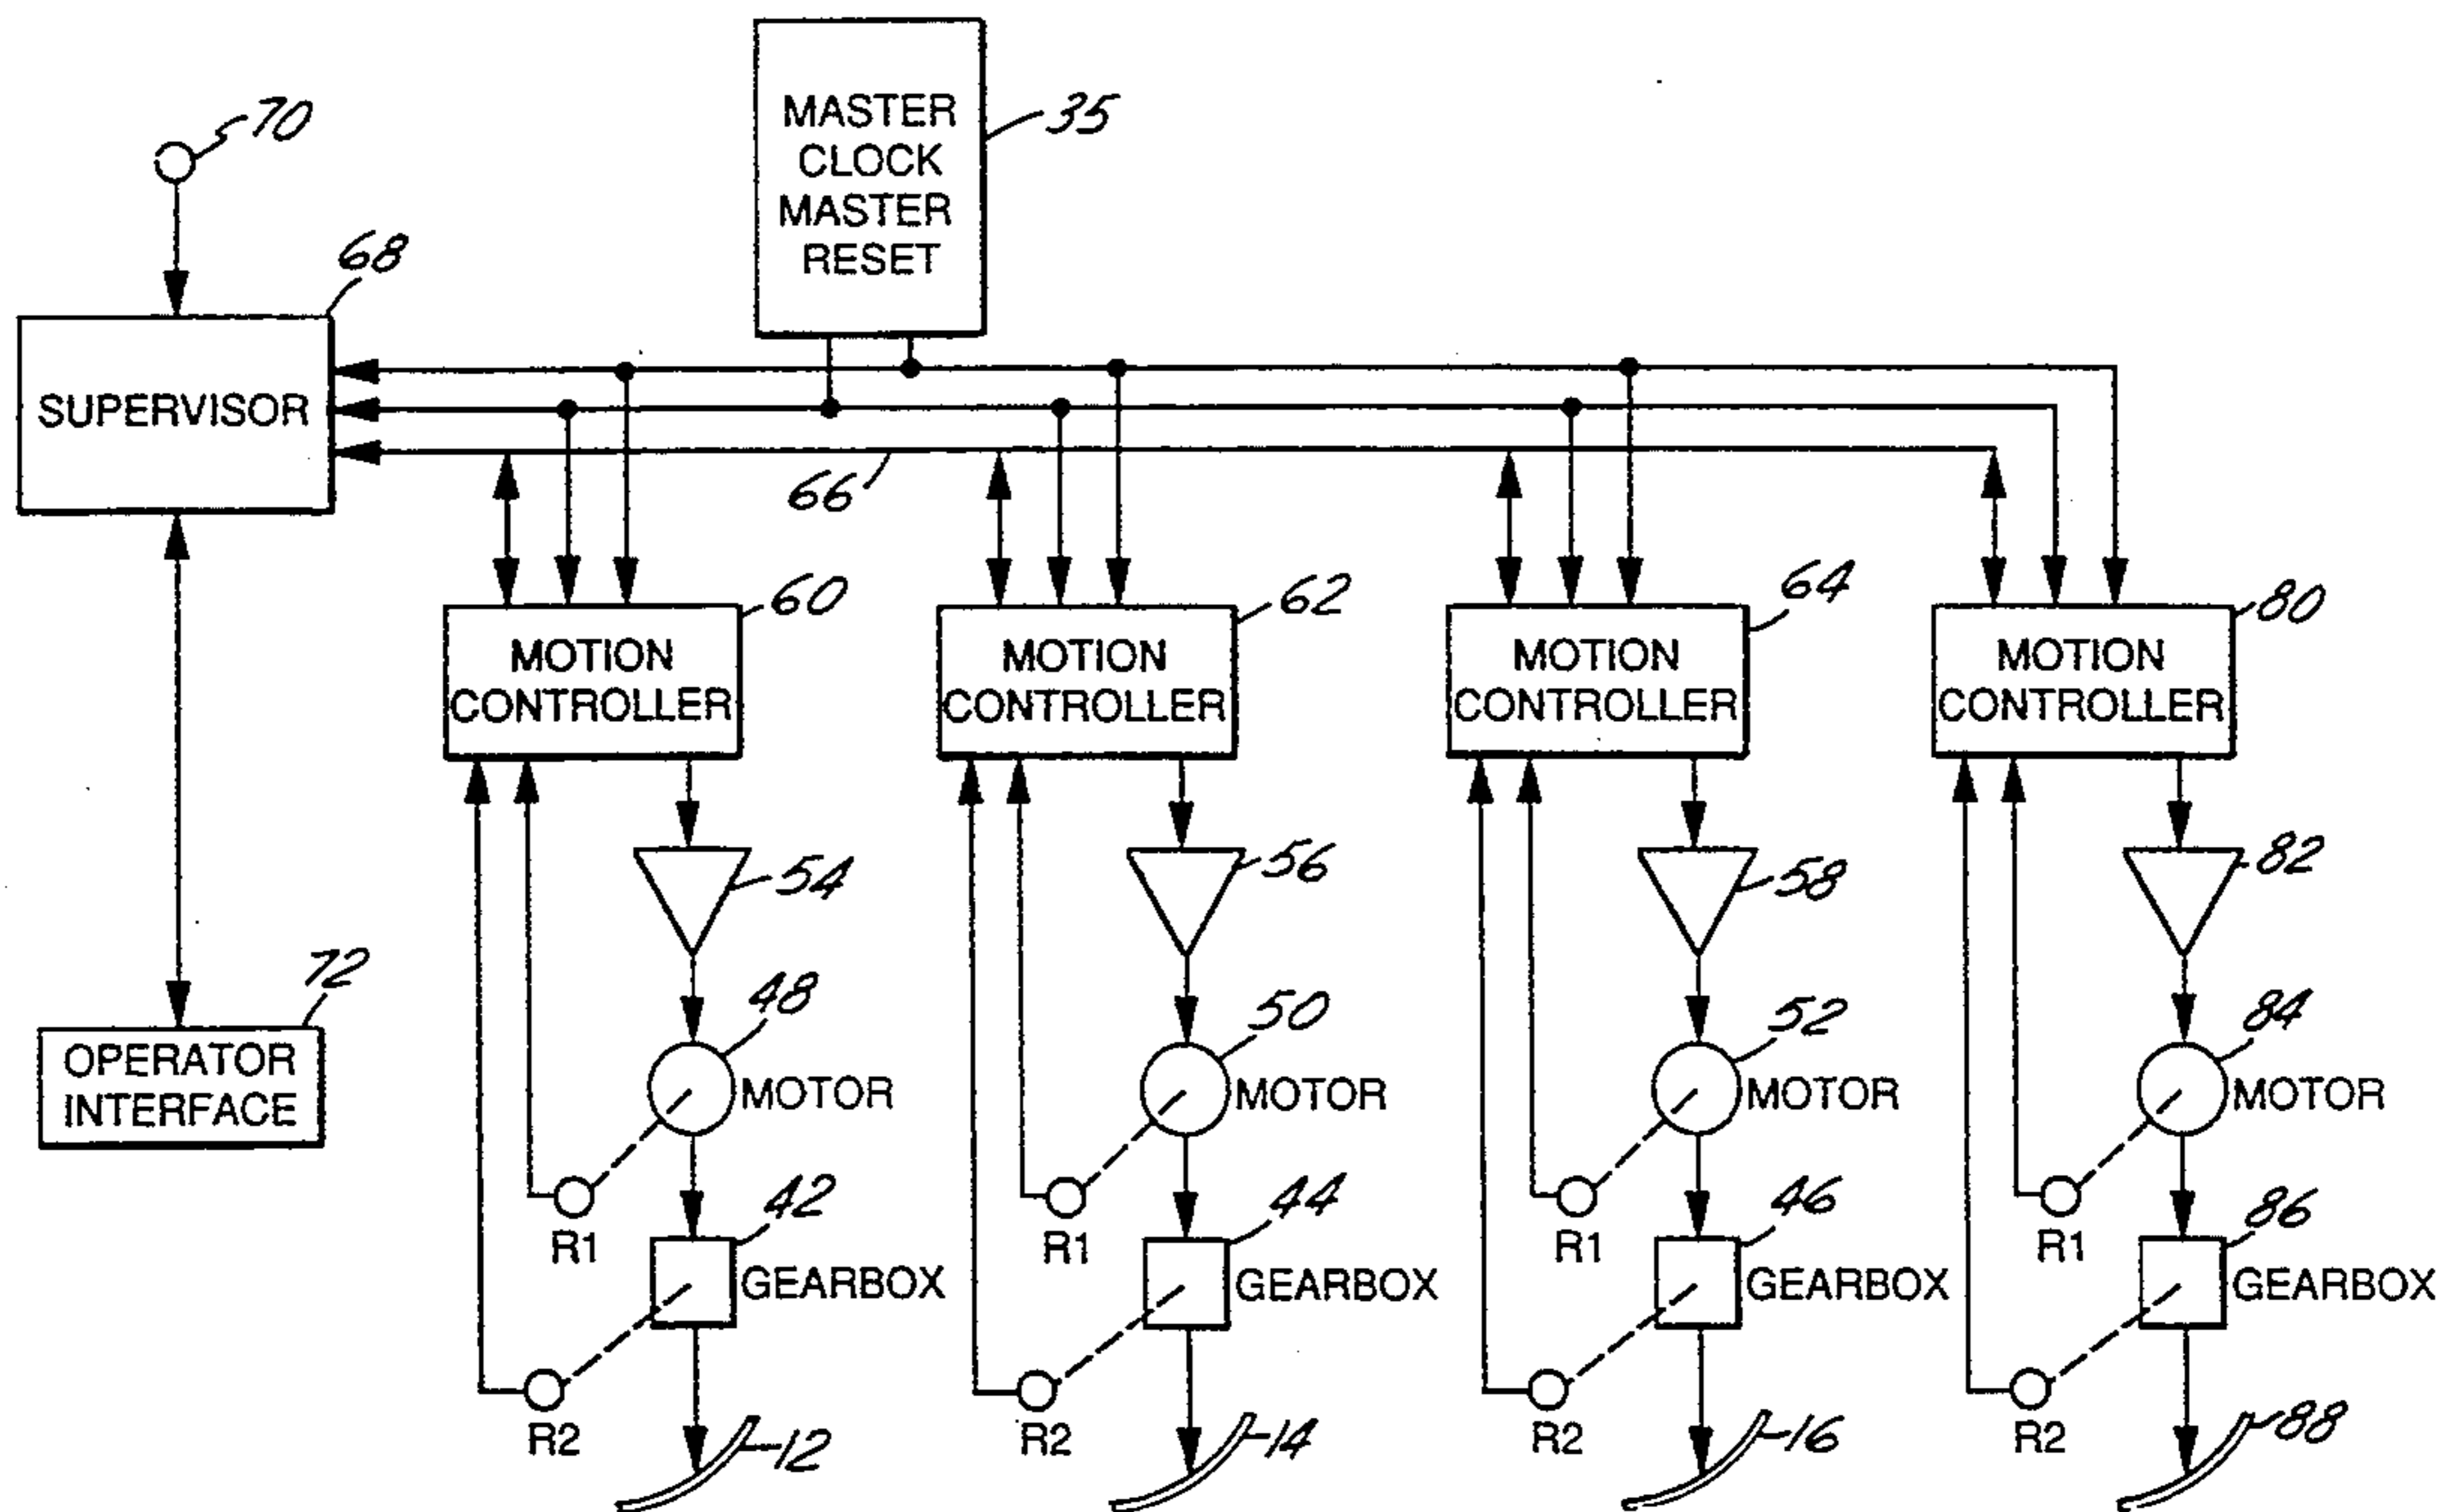 70
MASTER
CLOCK
MASTER
RESET
35
68
SUPERVISOR
66
60
62
64
80
MOTION
CONTROLLER
MOTION
CONTROLLER
MOTION
CONTROLLER
MOTION
CONTROLLER
54
56
58
82
72
OPERATOR
INTERFACE
48
50
52
84
MOTOR
MOTOR
MOTOR
MOTOR
42
44
46
86
R1
R1
R1
R1
GEARBOX
GEARBOX
GEARBOX
GEARBOX
R2
R2
R2
R2
12
14
16
88